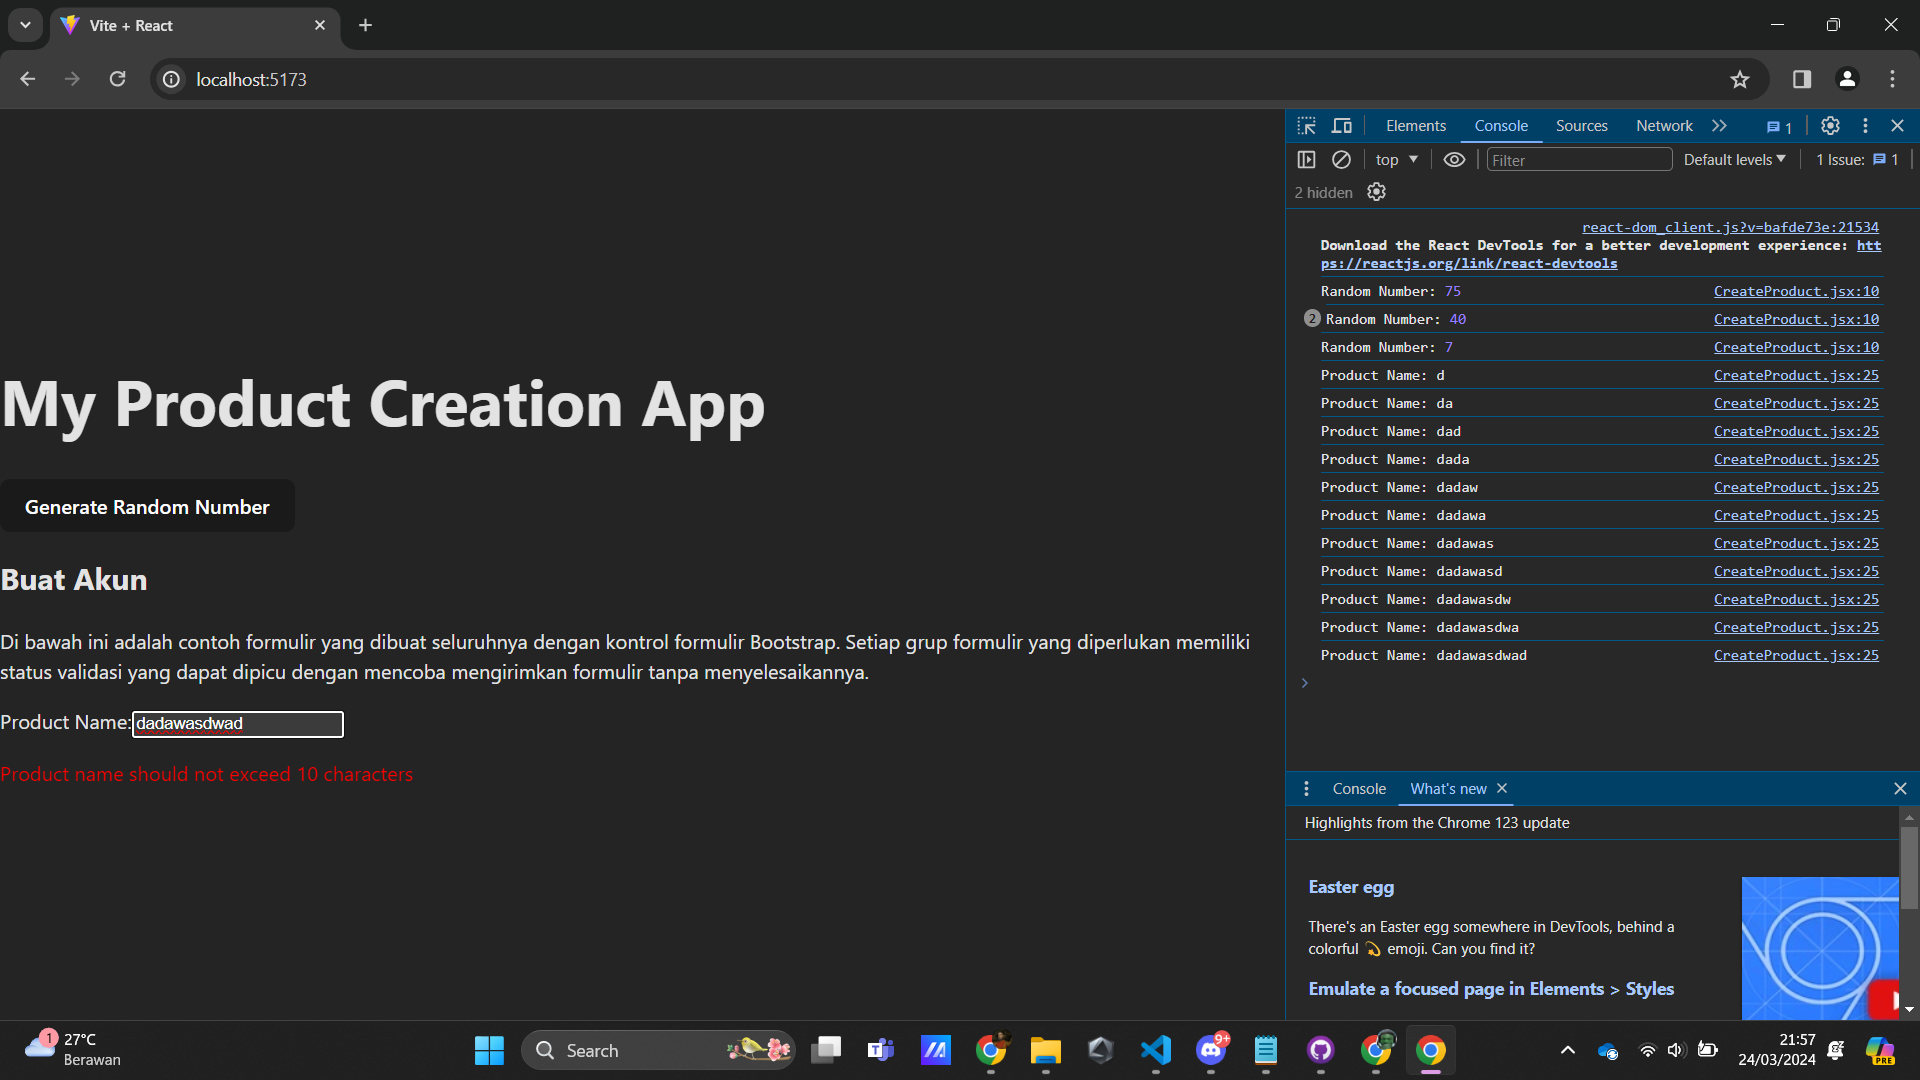 Vite + React
localhost:5173
Elements Console Sources Network 1
top Filter Default levels 1 Issue: 1
2 hidden
react-dom_client.js?v=bafde73e:21534
Download the React DevTools for a better development experience: htt
ps://reactjs.org/link/react-devtools
Random Number: 75 CreateProduct.jsx:10
2 Random Number: 40 CreateProduct.jsx:10
Random Number: 7 CreateProduct.jsx:10
Product Name: d CreateProduct.jsx:25
Product Name: da CreateProduct.jsx:25
Product Name: dad CreateProduct.jsx:25
Product Name: dada CreateProduct.jsx:25
Product Name: dadaw CreateProduct.jsx:25
Product Name: dadawa CreateProduct.jsx:25
Product Name: dadawas CreateProduct.jsx:25
Product Name: dadawasd CreateProduct.jsx:25
Product Name: dadawasdw CreateProduct.jsx:25
Product Name: dadawasdwa CreateProduct.jsx:25
Product Name: dadawasdwad CreateProduct.jsx:25
My Product Creation App
Generate Random Number
Buat Akun
Di bawah ini adalah contoh formulir yang dibuat seluruhnya dengan kontrol formulir Bootstrap. Setiap grup formulir yang diperlukan memiliki
status validasi yang dapat dipicu dengan mencoba mengirimkan formulir tanpa menyelesaikannya.
Product Name: dadawasdwad
Product name should not exceed 10 characters
Console What's new
Highlights from the Chrome 123 update
Easter egg
There's an Easter egg somewhere in DevTools, behind a
colorful 💫 emoji. Can you find it?
Emulate a focused page in Elements > Styles
1
27°C
Berawan
Search
9+
21:57
24/03/2024
PRE